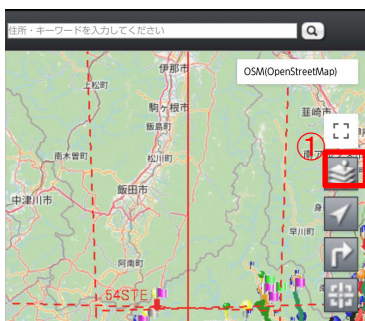 住所・キーワードを入力してください
伊那市
OSM(OpenStreetMap)
上松町
駒ヶ根市
韮崎市
飯島町
①
南木曽町
松川町
飯田市
中津川市
早川町
阿南町
54STE